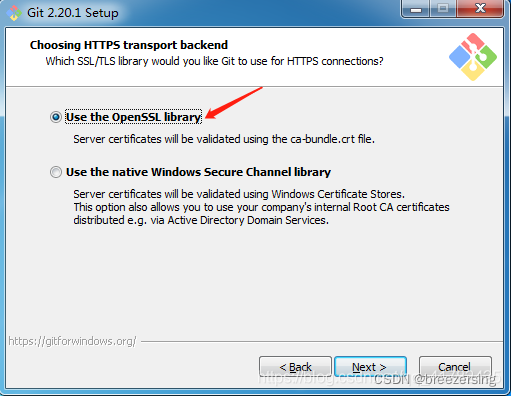 Git 2.20.1 Setup
Choosing HTTPS transport backend
Which SSL/TLS library would you like Git to use for HTTPS connections?
Use the OpenSSL library
Server certificates will be validated using the ca-bundle.crt file.
Use the native Windows Secure Channel library
Server certificates will be validated using Windows Certificate Stores.
This option also allows you to use your company's internal Root CA certificates
distributed e.g. via Active Directory Domain Services.
https://gitforwindows.org/
< Back
Next >
Cancel
CSDN @breezersing